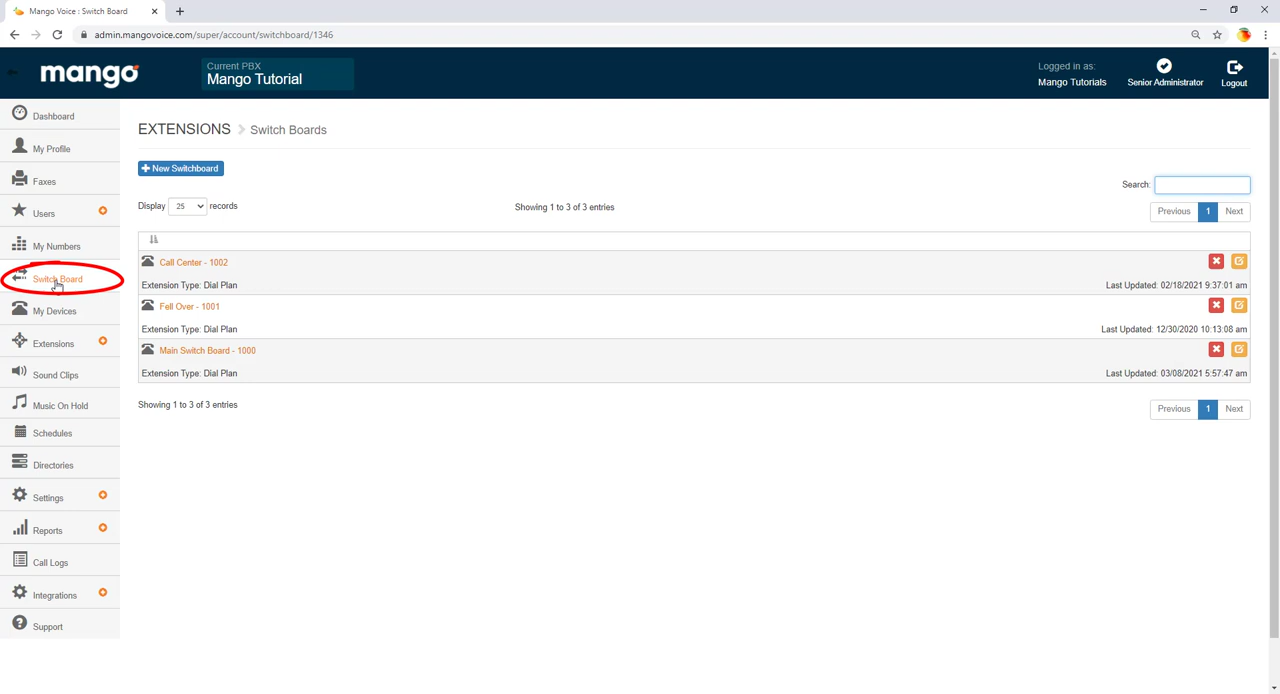 Mango Voice : Switch Board
admin.mangovoice.com/super/account/switchboard/1346
mango
Current PBX
Mango Tutorial
Logged in as:
Mango Tutorials
Senior Administrator
Logout
Dashboard
My Profile
Faxes
Users
My Numbers
Switch Board
My Devices
Extensions
Sound Clips
Music On Hold
Schedules
Directories
Settings
Reports
Call Logs
Integrations
Support
EXTENSIONS Switch Boards
New Switchboard
Search:
Display 25 records
Showing 1 to 3 of 3 entries
Previous 1 Next
Call Center - 1002
Extension Type: Dial Plan
Last Updated: 02/18/2021 9:37:01 am
Fell Over - 1001
Extension Type: Dial Plan
Last Updated: 12/30/2020 10:13:08 am
Main Switch Board - 1000
Extension Type: Dial Plan
Last Updated: 03/08/2021 5:57:47 am
Showing 1 to 3 of 3 entries
Previous 1 Next